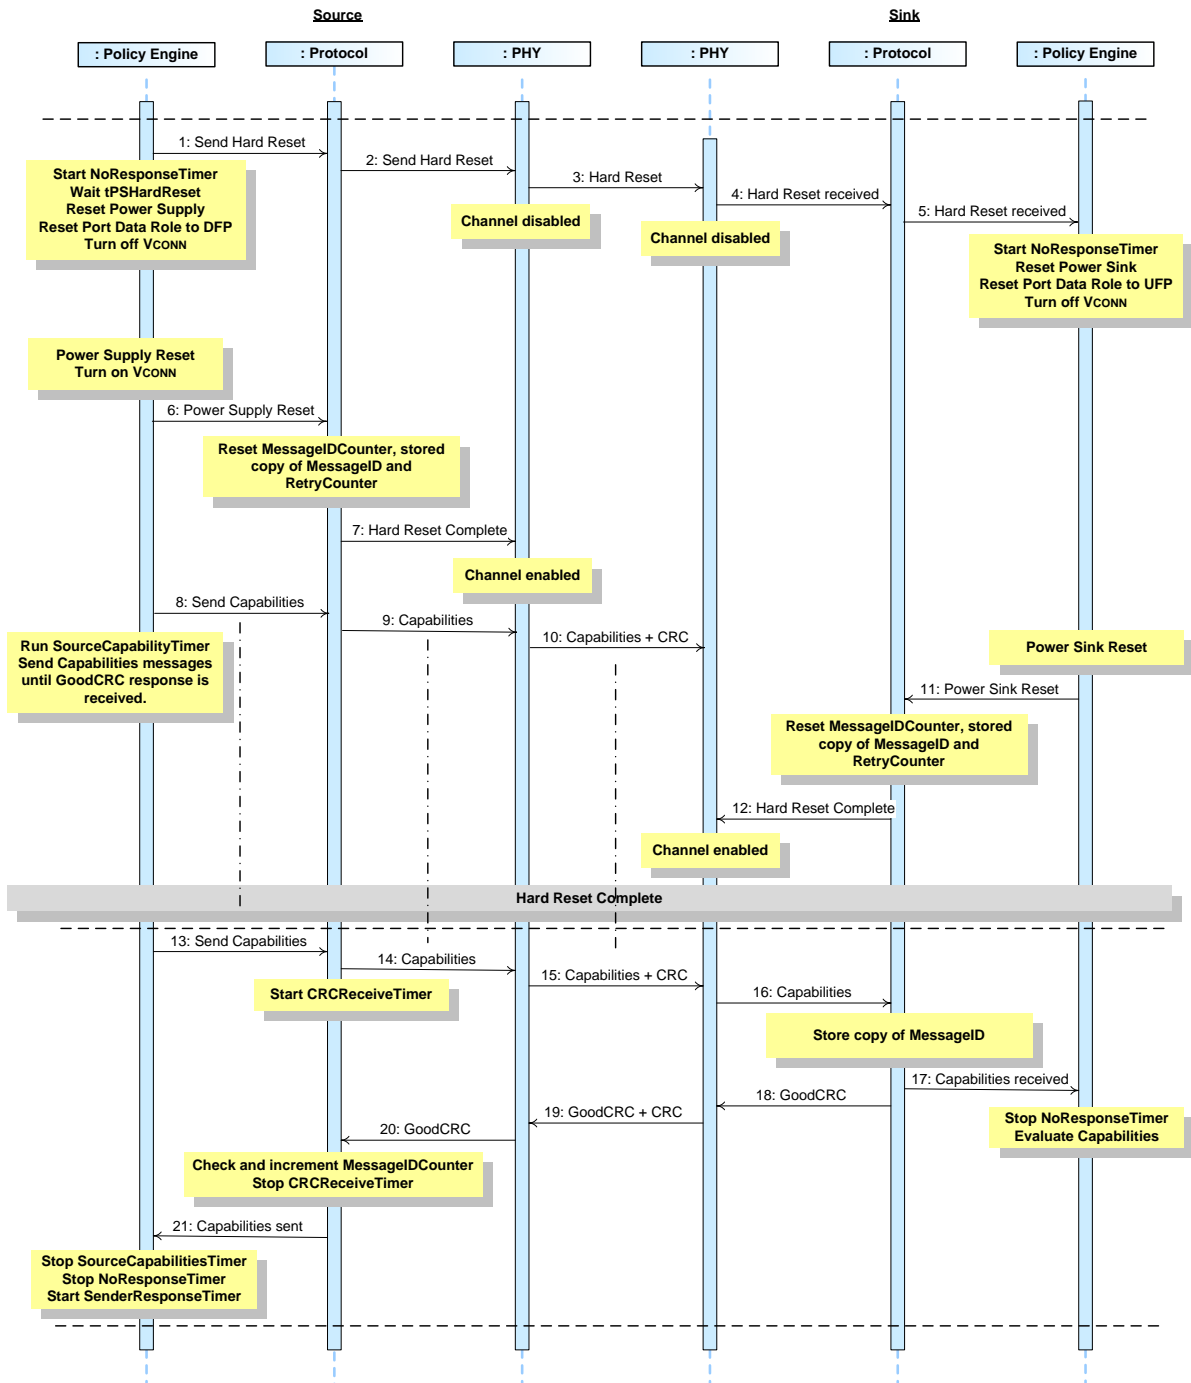 Source
Sink
: Policy Engine
: Protocol
: PHY
: PHY
: Protocol
: Policy Engine
1: Send Hard Reset
Start NoResponseTimer
Wait tPSHardReset
Reset Power Supply
Reset Port Data Role to DFP
Turn off VCONN
2: Send Hard Reset
3: Hard Reset
Channel disabled
4: Hard Reset received
Channel disabled
5: Hard Reset received
Start NoResponseTimer
Reset Power Sink
Reset Port Data Role to UFP
Turn off VCONN
Power Supply Reset
Turn on VCONN
6: Power Supply Reset
Reset MessageIDCounter, stored
copy of MessageID and
RetryCounter
7: Hard Reset Complete
Channel enabled
8: Send Capabilities
9: Capabilities
10: Capabilities + CRC
Run SourceCapabilityTimer
Send Capabilities messages
until GoodCRC response is
received.
Power Sink Reset
11: Power Sink Reset
Reset MessageIDCounter, stored
copy of MessageID and
RetryCounter
12: Hard Reset Complete
Channel enabled
Hard Reset Complete
13: Send Capabilities
14: Capabilities
Start CRCReceiveTimer
15: Capabilities + CRC
16: Capabilities
Store copy of MessageID
17: Capabilities received
18: GoodCRC
Stop NoResponseTimer
Evaluate Capabilities
19: GoodCRC + CRC
20: GoodCRC
Check and increment MessageIDCounter
Stop CRCReceiveTimer
21: Capabilities sent
Stop SourceCapabilitiesTimer
Stop NoResponseTimer
Start SenderResponseTimer